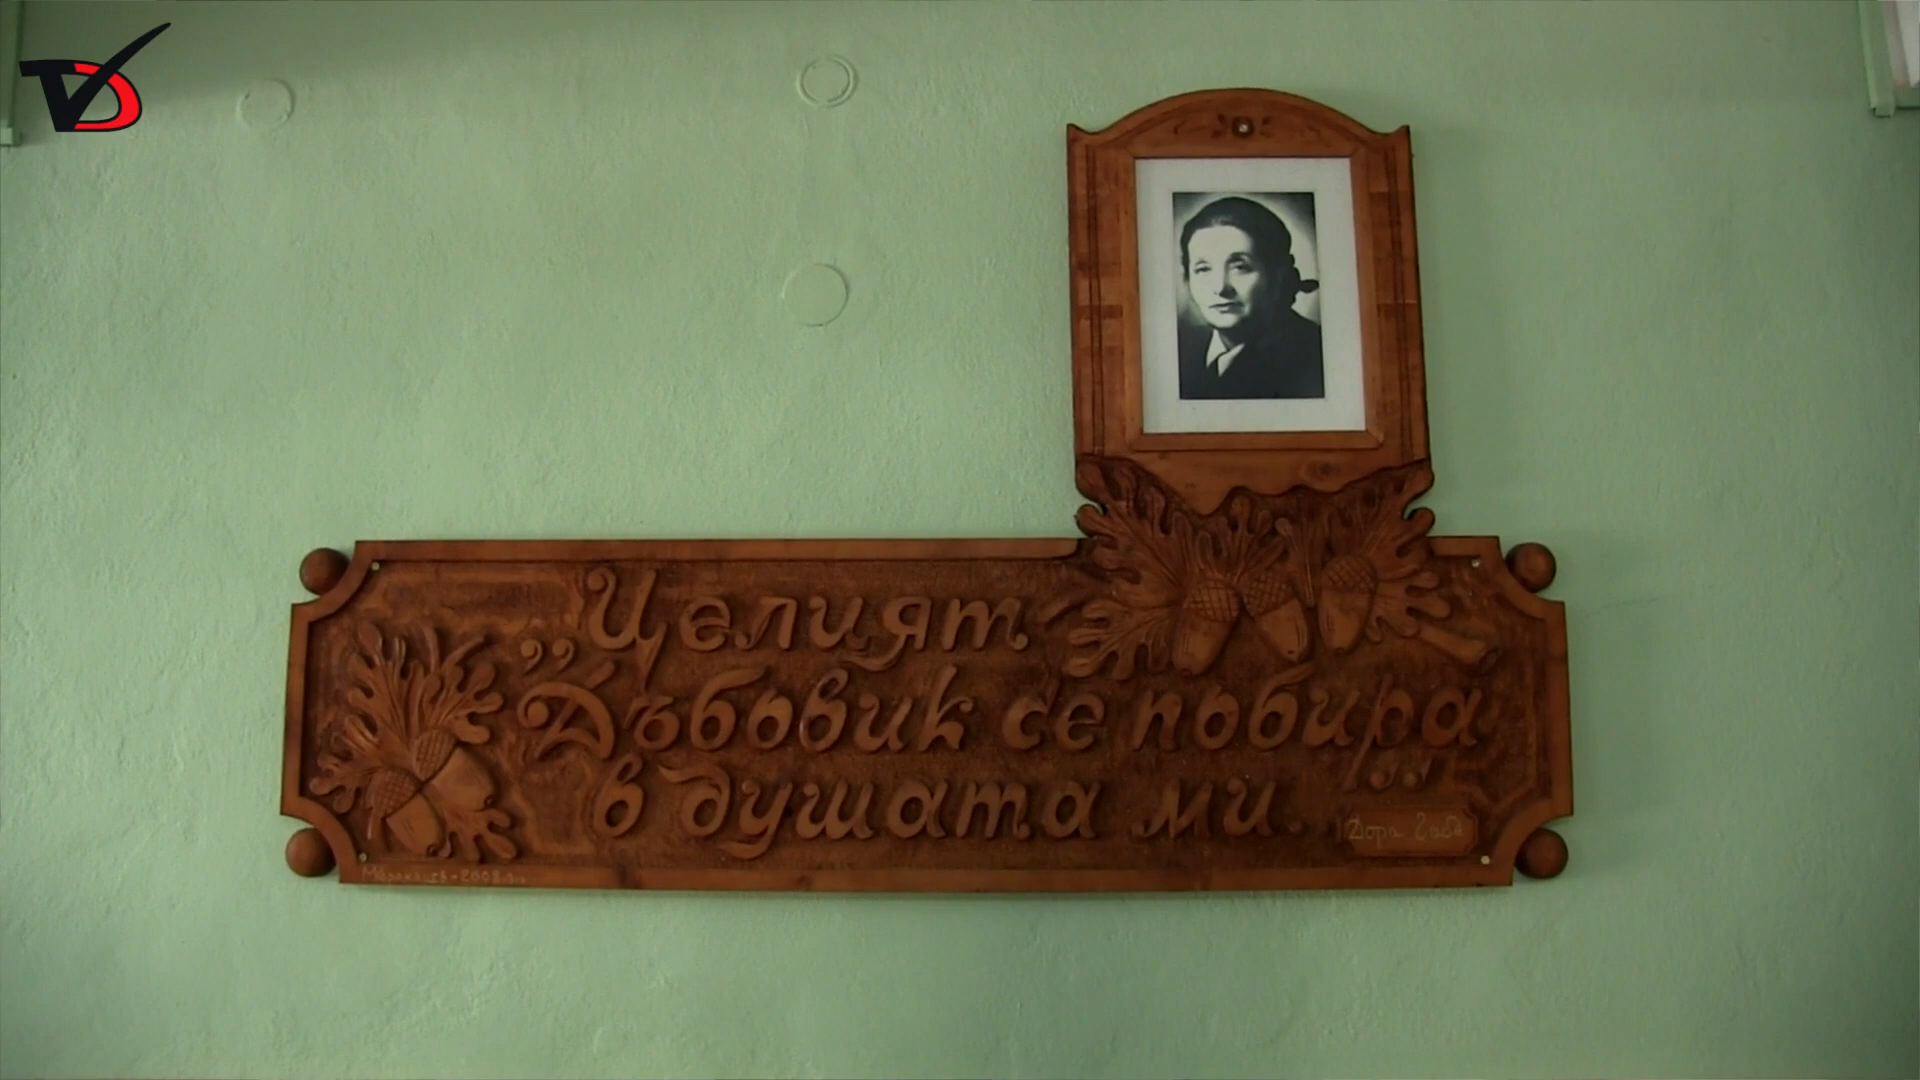 „Целият
Дъбовик се побира
в душата ми.“
Дора Габе